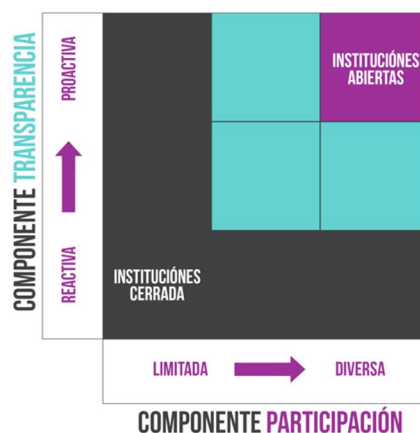 COMPONENTE TRANSPARENCIA
PROACTIVA
REACTIVA
INSTITUCIÓNES
ABIERTAS
INSTITUCIÓNES
CERRADA
LIMITADA
DIVERSA
COMPONENTE PARTICIPACIÓN